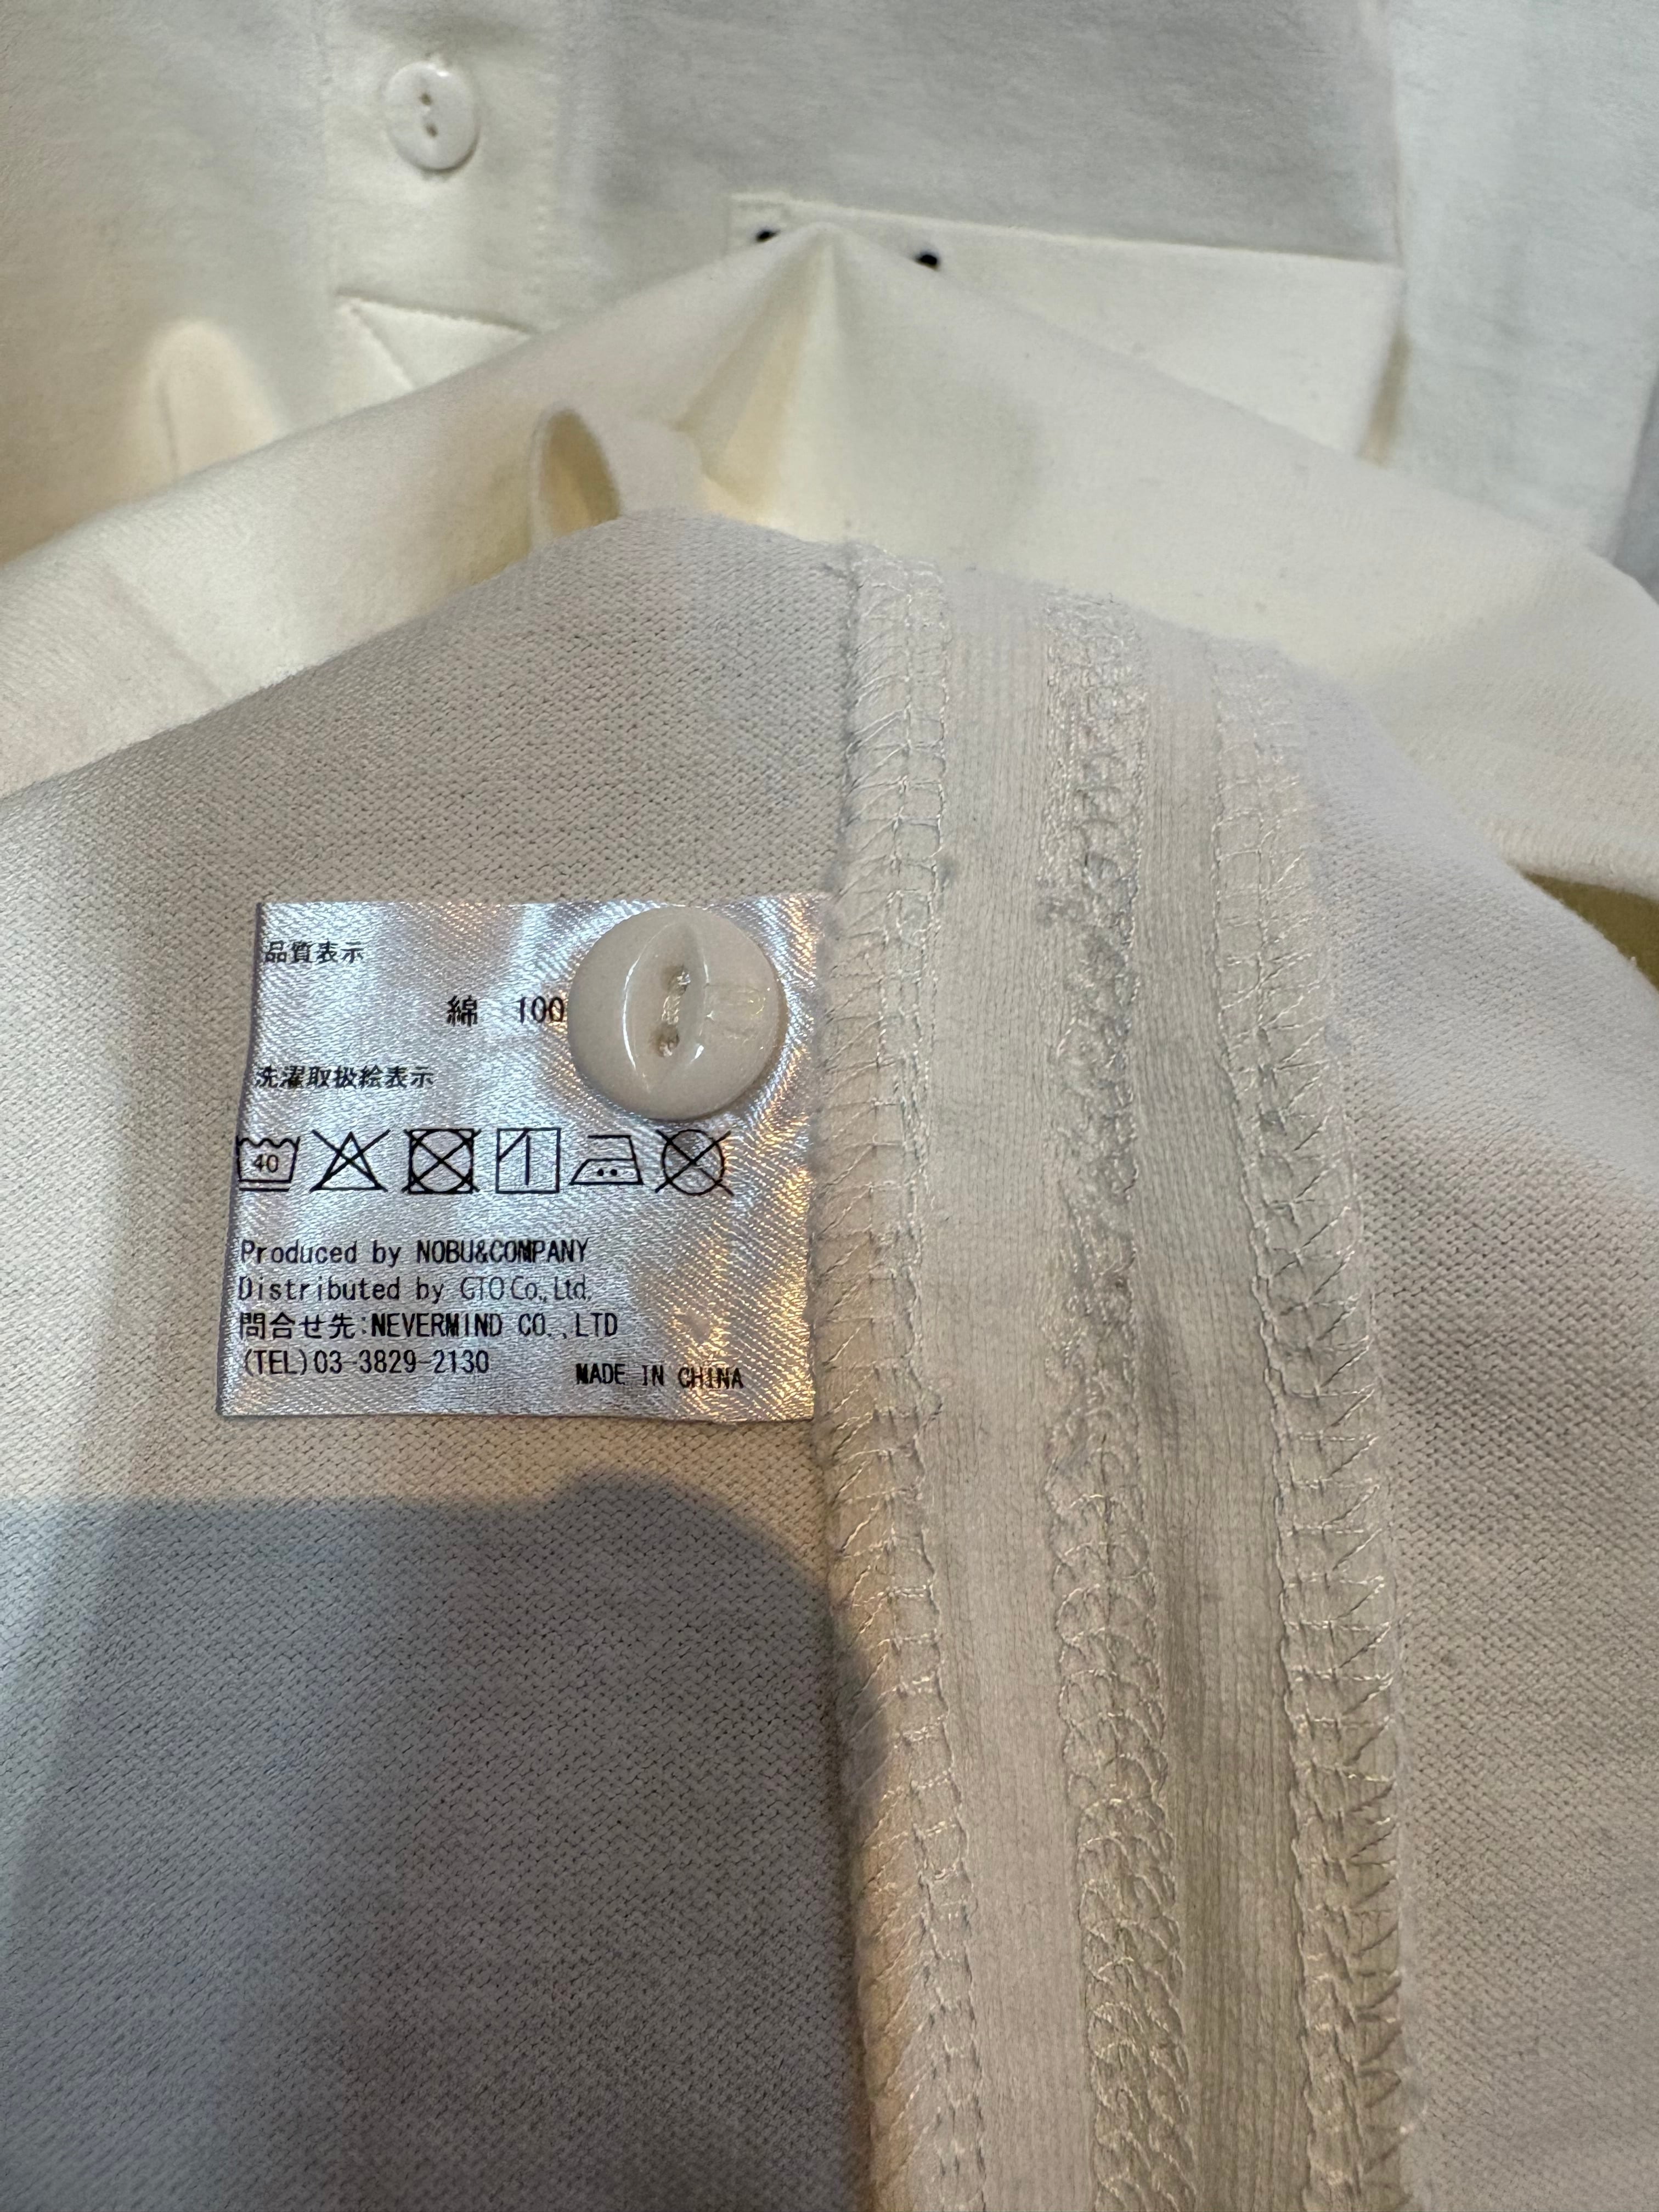 品質表示
綿 100
洗濯取扱絵表示
40
Produced by NOBU&COMPANY
Distributed by GTO Co., Ltd.
問合せ先:NEVERMIND CO.,LTD
(TEL)03-3829-2130
MADE IN CHINA